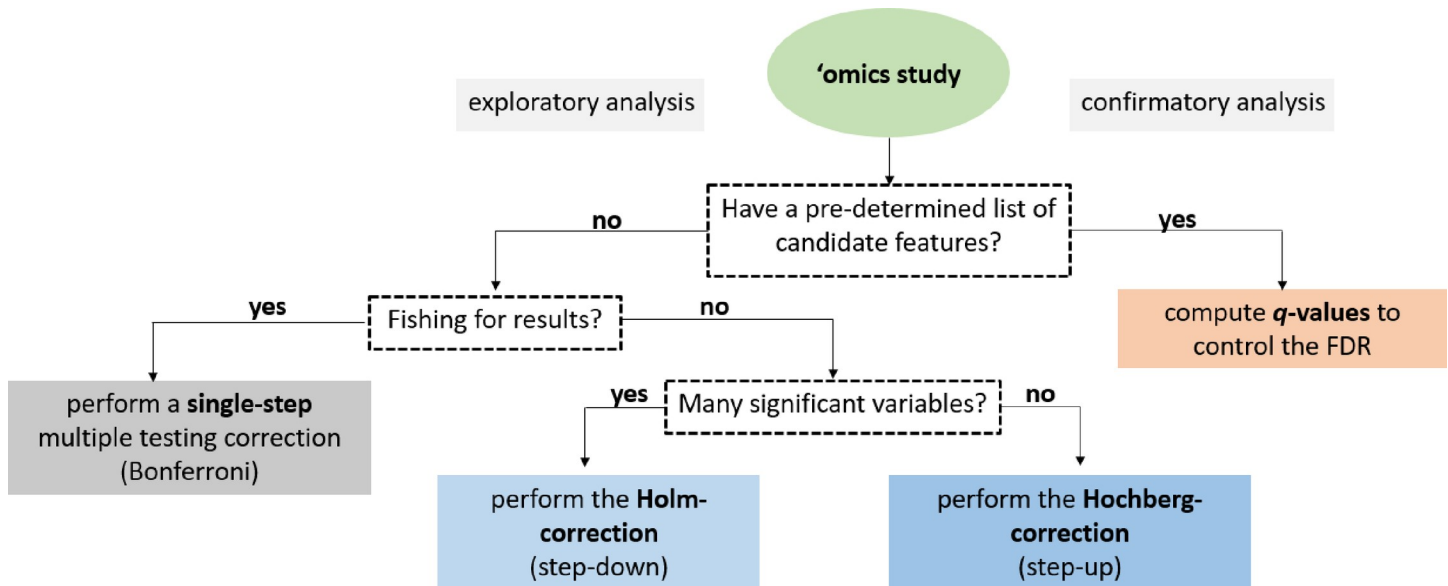 ‘omics study
exploratory analysis
confirmatory analysis
Have a pre-determined list of
candidate features?
no
yes
Fishing for results?
yes
no
compute q-values to
control the FDR
perform a single-step
multiple testing correction
(Bonferroni)
Many significant variables?
yes
no
perform the Holm-
correction
(step-down)
perform the Hochberg-
correction
(step-up)